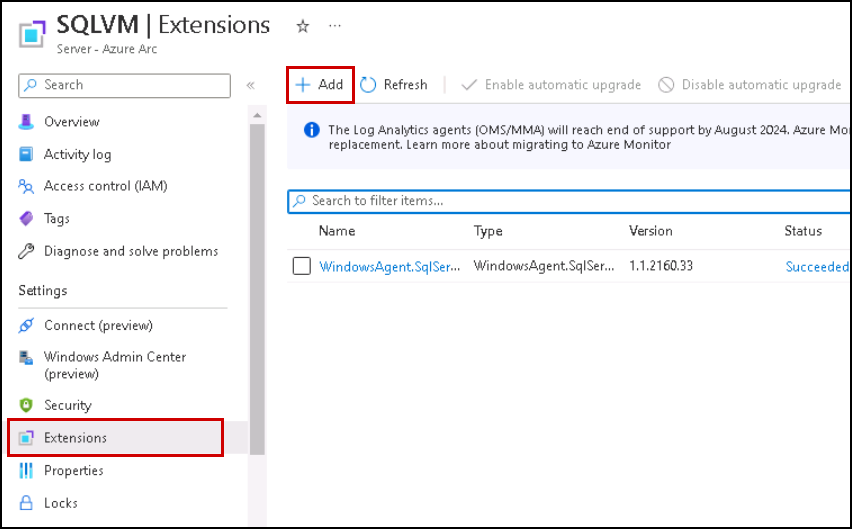 SQLVM | Extensions ☆ ...
Server - Azure Arc
Search «
+ Add Refresh Enable automatic upgrade Disable automatic upgrade
Overview
Activity log
Access control (IAM)
Tags
Diagnose and solve problems
Settings
Connect (preview)
Windows Admin Center
(preview)
Security
Extensions
Properties
Locks
The Log Analytics agents (OMS/MMA) will reach end of support by August 2024. Azure Mo
replacement. Learn more about migrating to Azure Monitor
Search to filter items...
Name Type Version Status
WindowsAgent.SqlSer... WindowsAgent.SqlSer... 1.1.2160.33 Succeeded